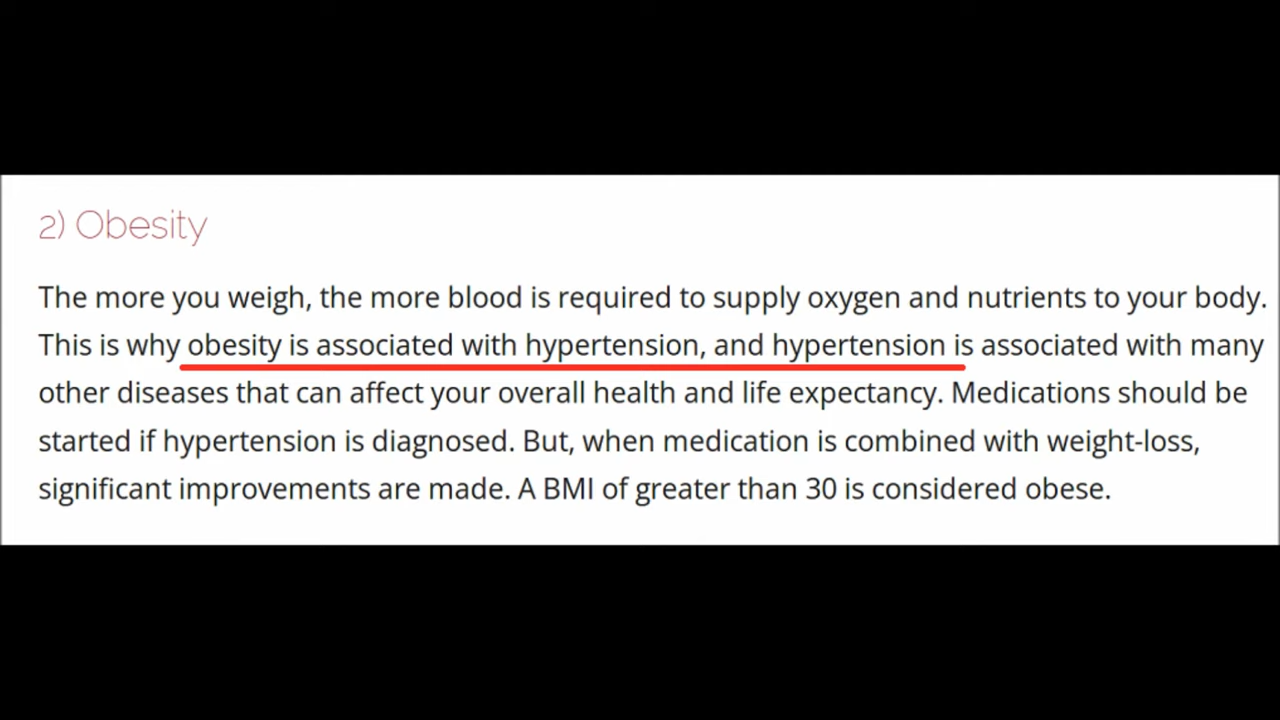 2) Obesity
The more you weigh, the more blood is required to supply oxygen and nutrients to your body.
This is why obesity is associated with hypertension, and hypertension is associated with many
other diseases that can affect your overall health and life expectancy. Medications should be
started if hypertension is diagnosed. But, when medication is combined with weight-loss,
significant improvements are made. A BMI of greater than 30 is considered obese.